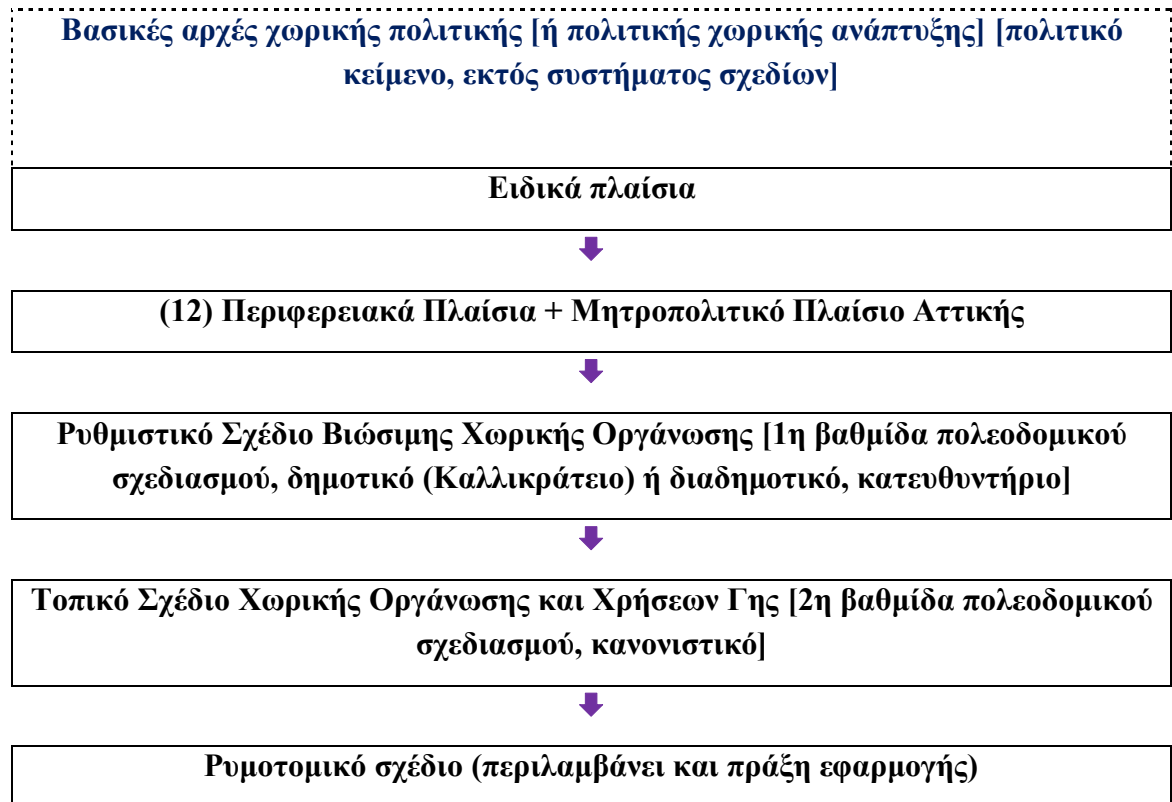 Βασικές αρχές χωρικής πολιτικής [ή πολιτικής χωρικής ανάπτυξης] [πολιτικό
κείμενο, εκτός συστήματος σχεδίων]
Ειδικά πλαίσια
(12) Περιφερειακά Πλαίσια + Μητροπολιτικό Πλαίσιο Αττικής
Ρυθμιστικό Σχέδιο Βιώσιμης Χωρικής Οργάνωσης [1η βαθμίδα πολεοδομικού
σχεδιασμού, δημοτικό (Καλλικράτειο) ή διαδημοτικό, κατευθυντήριο]
Τοπικό Σχέδιο Χωρικής Οργάνωσης και Χρήσεων Γης [2η βαθμίδα πολεοδομικού
σχεδιασμού, κανονιστικό]
Ρυμοτομικό σχέδιο (περιλαμβάνει και πράξη εφαρμογής)